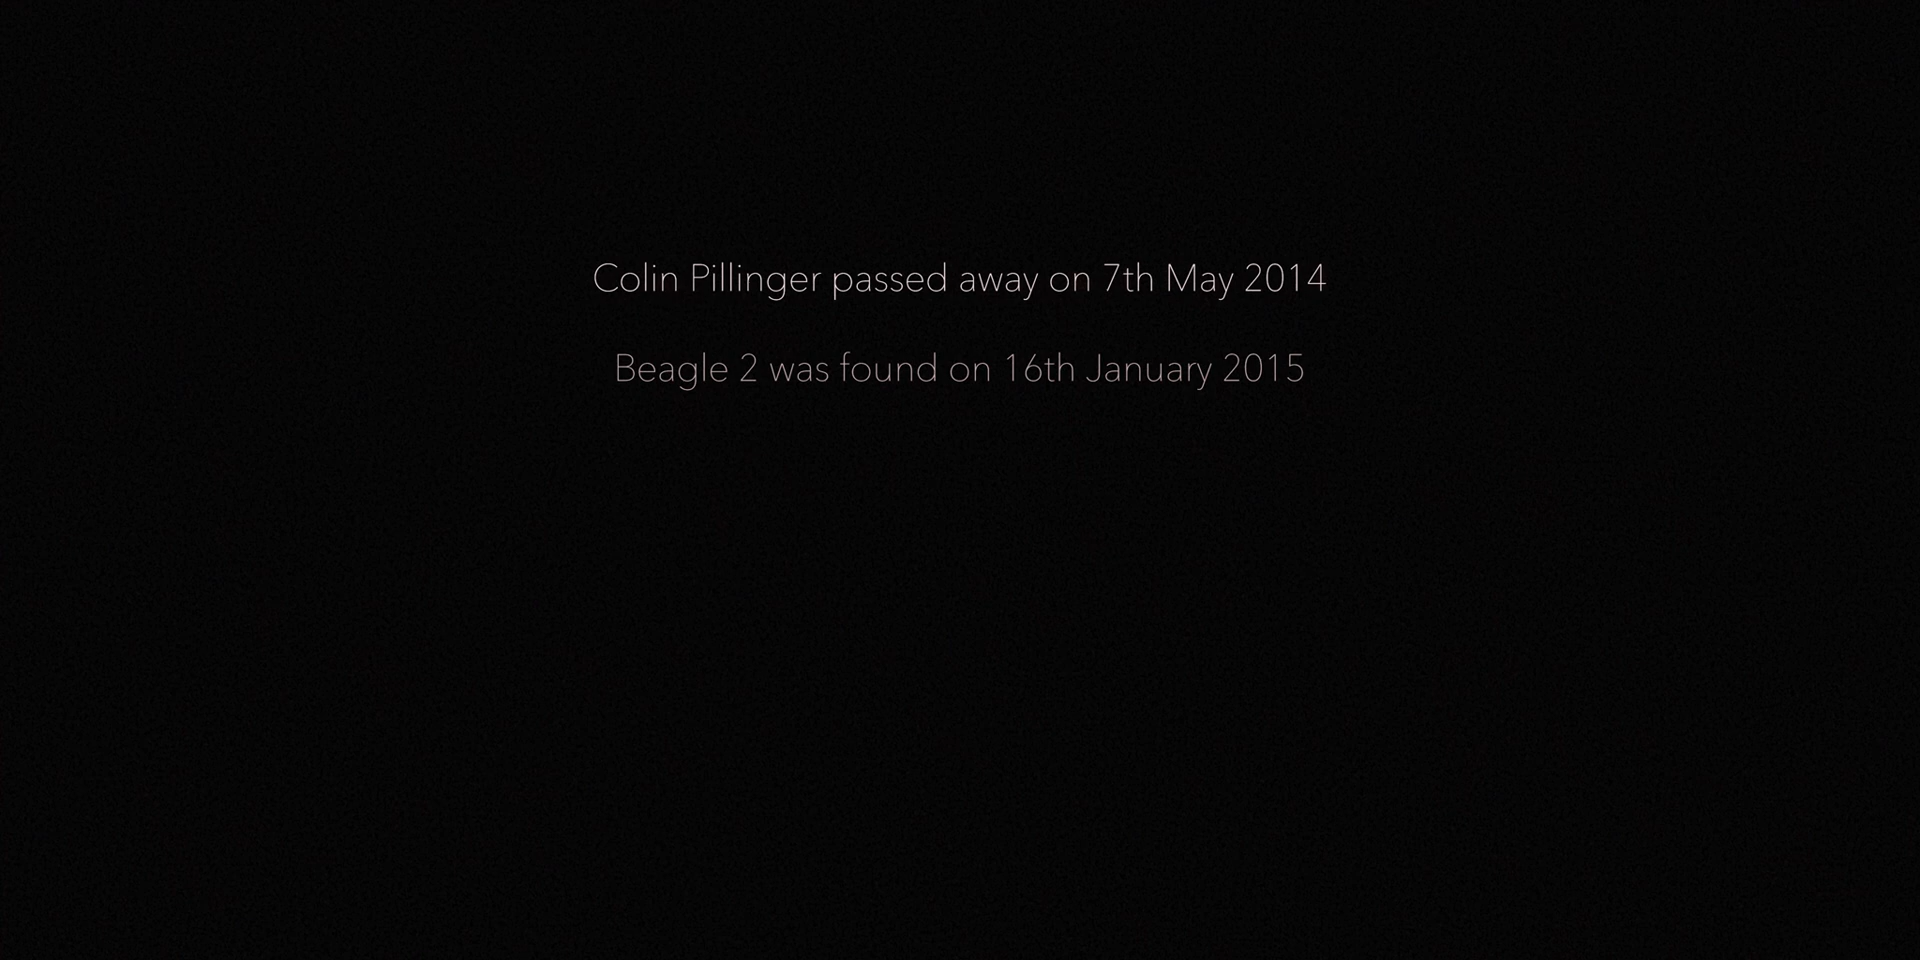 Colin Pillinger passed away on 7th May 2014
Beagle 2 was found on 16th January 2015